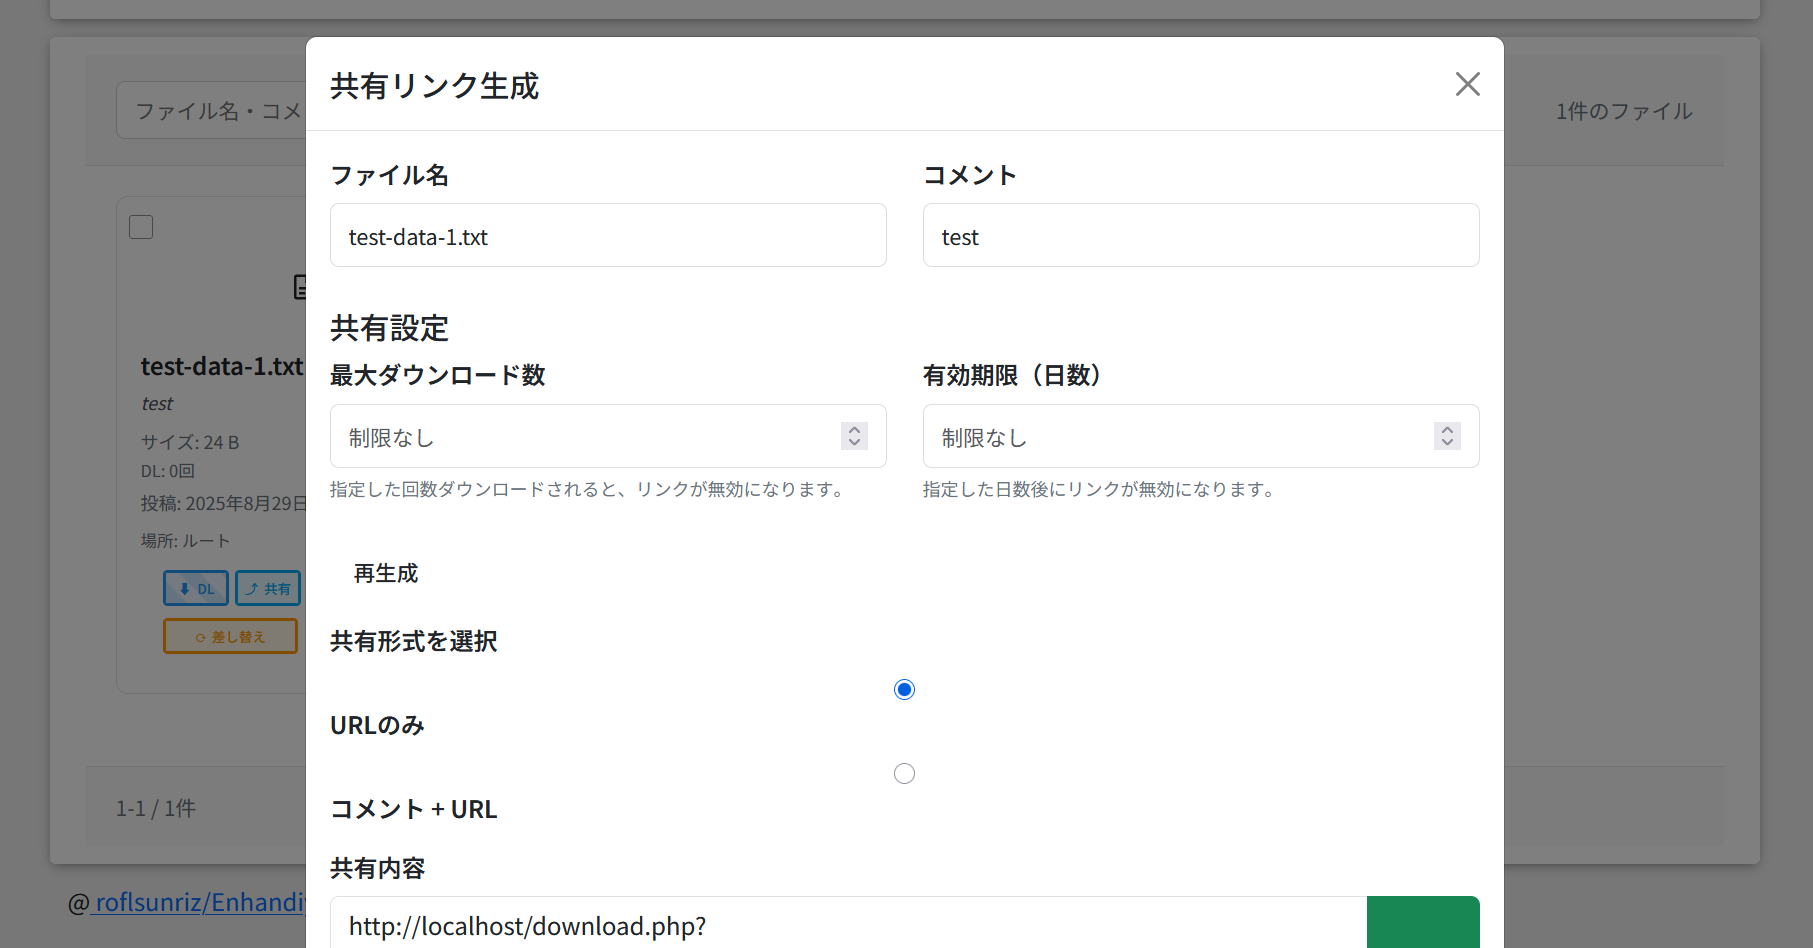 共有リンク生成
ファイル名・コメ
1件のファイル
ファイル名
コメント
test-data-1.txt
test
共有設定
最大ダウンロード数
有効期限（日数）
制限なし
制限なし
指定した回数ダウンロードされると、リンクが無効になります。
指定した日数後にリンクが無効になります。
再生成
共有形式を選択
URLのみ
コメント + URL
共有内容
http://localhost/download.php?
test-data-1.txt
test
サイズ: 24 B
DL: 0回
投稿: 2025年8月29日
場所: ルート
DL
共有
差し替え
1-1 / 1件
@ roflsunriz/Enhandi